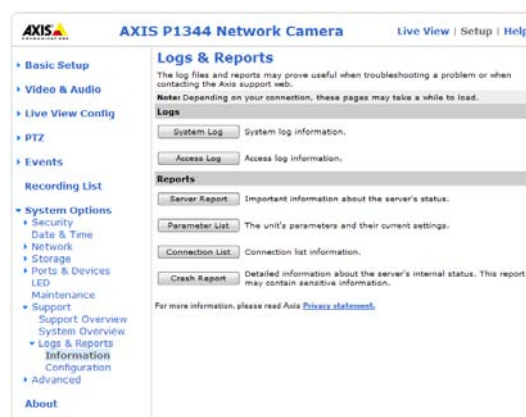 AXIS
COMMUNICATIONS
AXIS P1344 Network Camera
Live View | Setup | Help
Basic Setup
Video & Audio
Live View Config
PTZ
Events
Recording List
System Options
Security
Date & Time
Network
Storage
Ports & Devices
LED
Maintenance
Support
Support Overview
System Overview
Logs & Reports
Information
Configuration
Advanced
About
Logs & Reports
The log files and reports may prove useful when troubleshooting a problem or when
contacting the Axis support web.
Note: Depending on your connection, these pages may take a while to load.
Logs
System Log System log information.
Access Log Access log information.
Reports
Server Report Important information about the server's status.
Parameter List The unit's parameters and their current settings.
Connection List Connection list information.
Crash Report Detailed information about the server's internal status. This report
may contain sensitive information.
For more information, please read Axis Privacy statement.